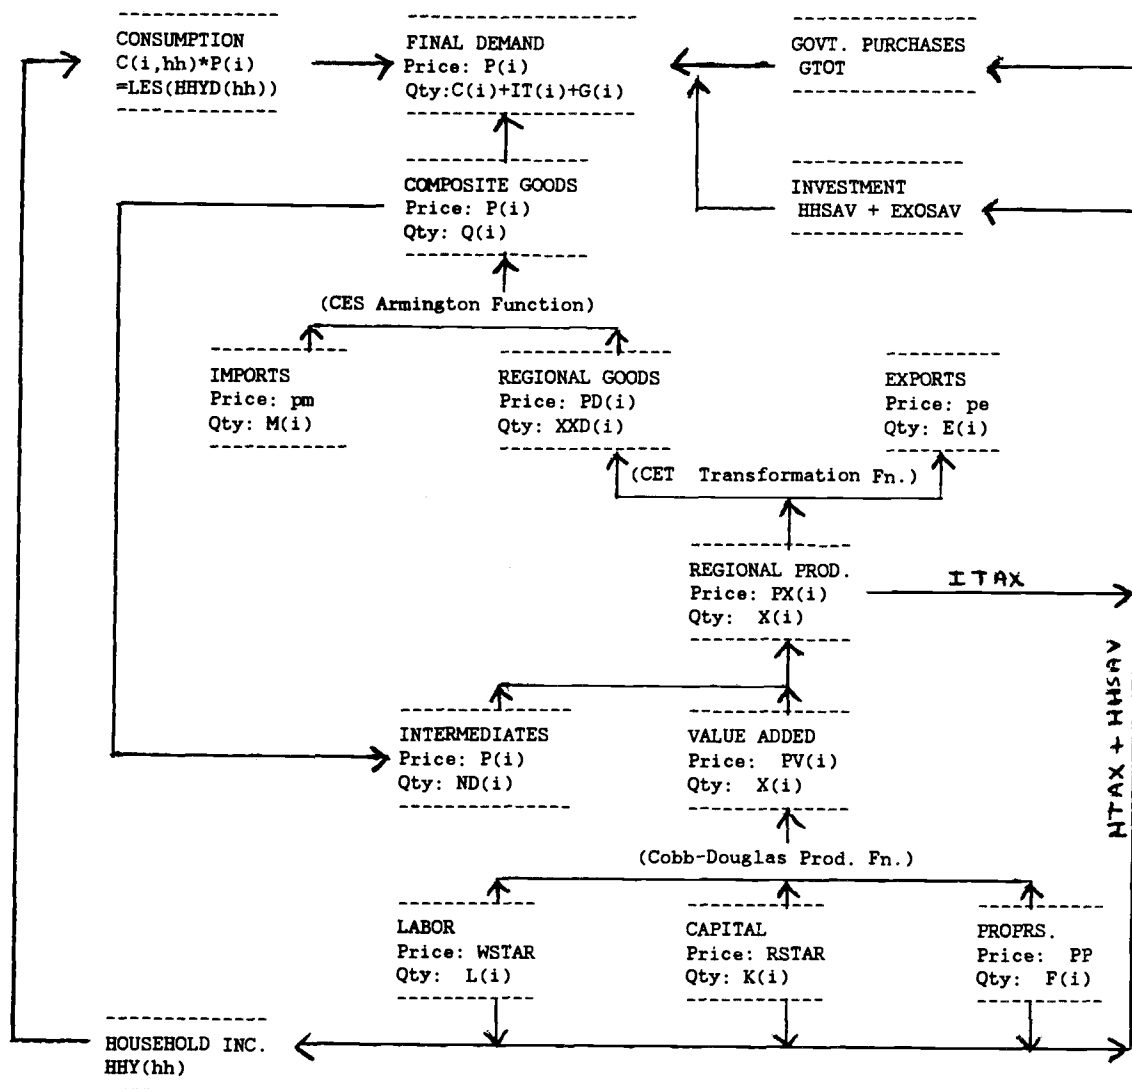 CONSUMPTION
C(i,hh)*P(i)
=LES(HHYD(hh))
FINAL DEMAND
Price: P(i)
Qty:C(i)+IT(i)+G(i)
GOVT. PURCHASES
GTOT
COMPOSITE GOODS
Price: P(i)
Qty: Q(i)
INVESTMENT
HHSAV + EXOSAV
(CES Armington Function)
IMPORTS
Price: pm
Qty: M(i)
REGIONAL GOODS
Price: PD(i)
Qty: XXD(i)
EXPORTS
Price: pe
Qty: E(i)
(CET Transformation Fn.)
REGIONAL PROD.
Price: PX(i)
Qty: X(i)
ITAX
HTAX + HHSAV
INTERMEDIATES
Price: P(i)
Qty: ND(i)
VALUE ADDED
Price: PV(i)
Qty: X(i)
(Cobb-Douglas Prod. Fn.)
LABOR
Price: WSTAR
Qty: L(i)
CAPITAL
Price: RSTAR
Qty: K(i)
PROPRS.
Price: PP
Qty: F(i)
HOUSEHOLD INC.
HHY(hh)